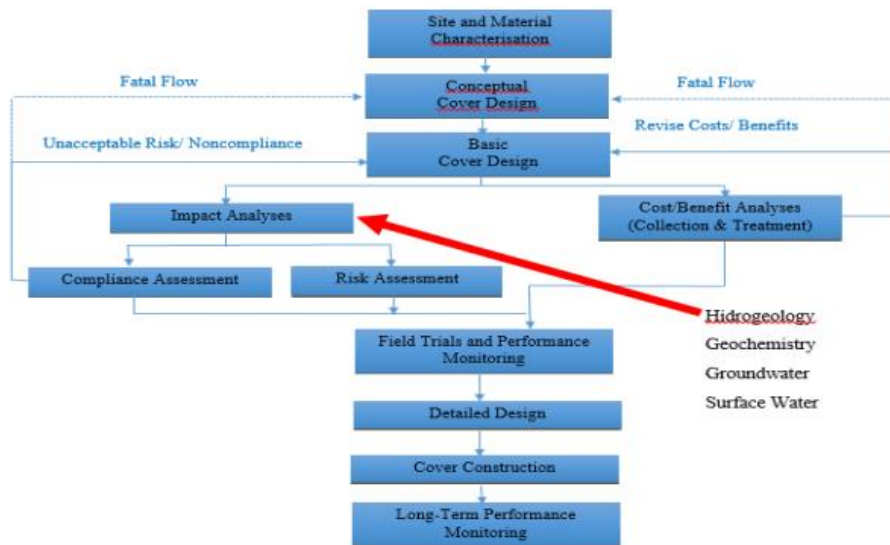 Site and Material
Characterisation
Fatal Flow
Conceptual
Cover Design
Fatal Flow
Unacceptable Risk/ Noncompliance
Basic
Cover Design
Revise Costs/ Benefits
Impact Analyses
Cost/Benefit Analyses
(Collection & Treatment)
Compliance Assessment
Risk Assessment
Hidrogeology
Geochemistry
Groundwater
Surface Water
Field Trials and Performance
Monitoring
Detailed Design
Cover Construction
Long-Term Performance
Monitoring